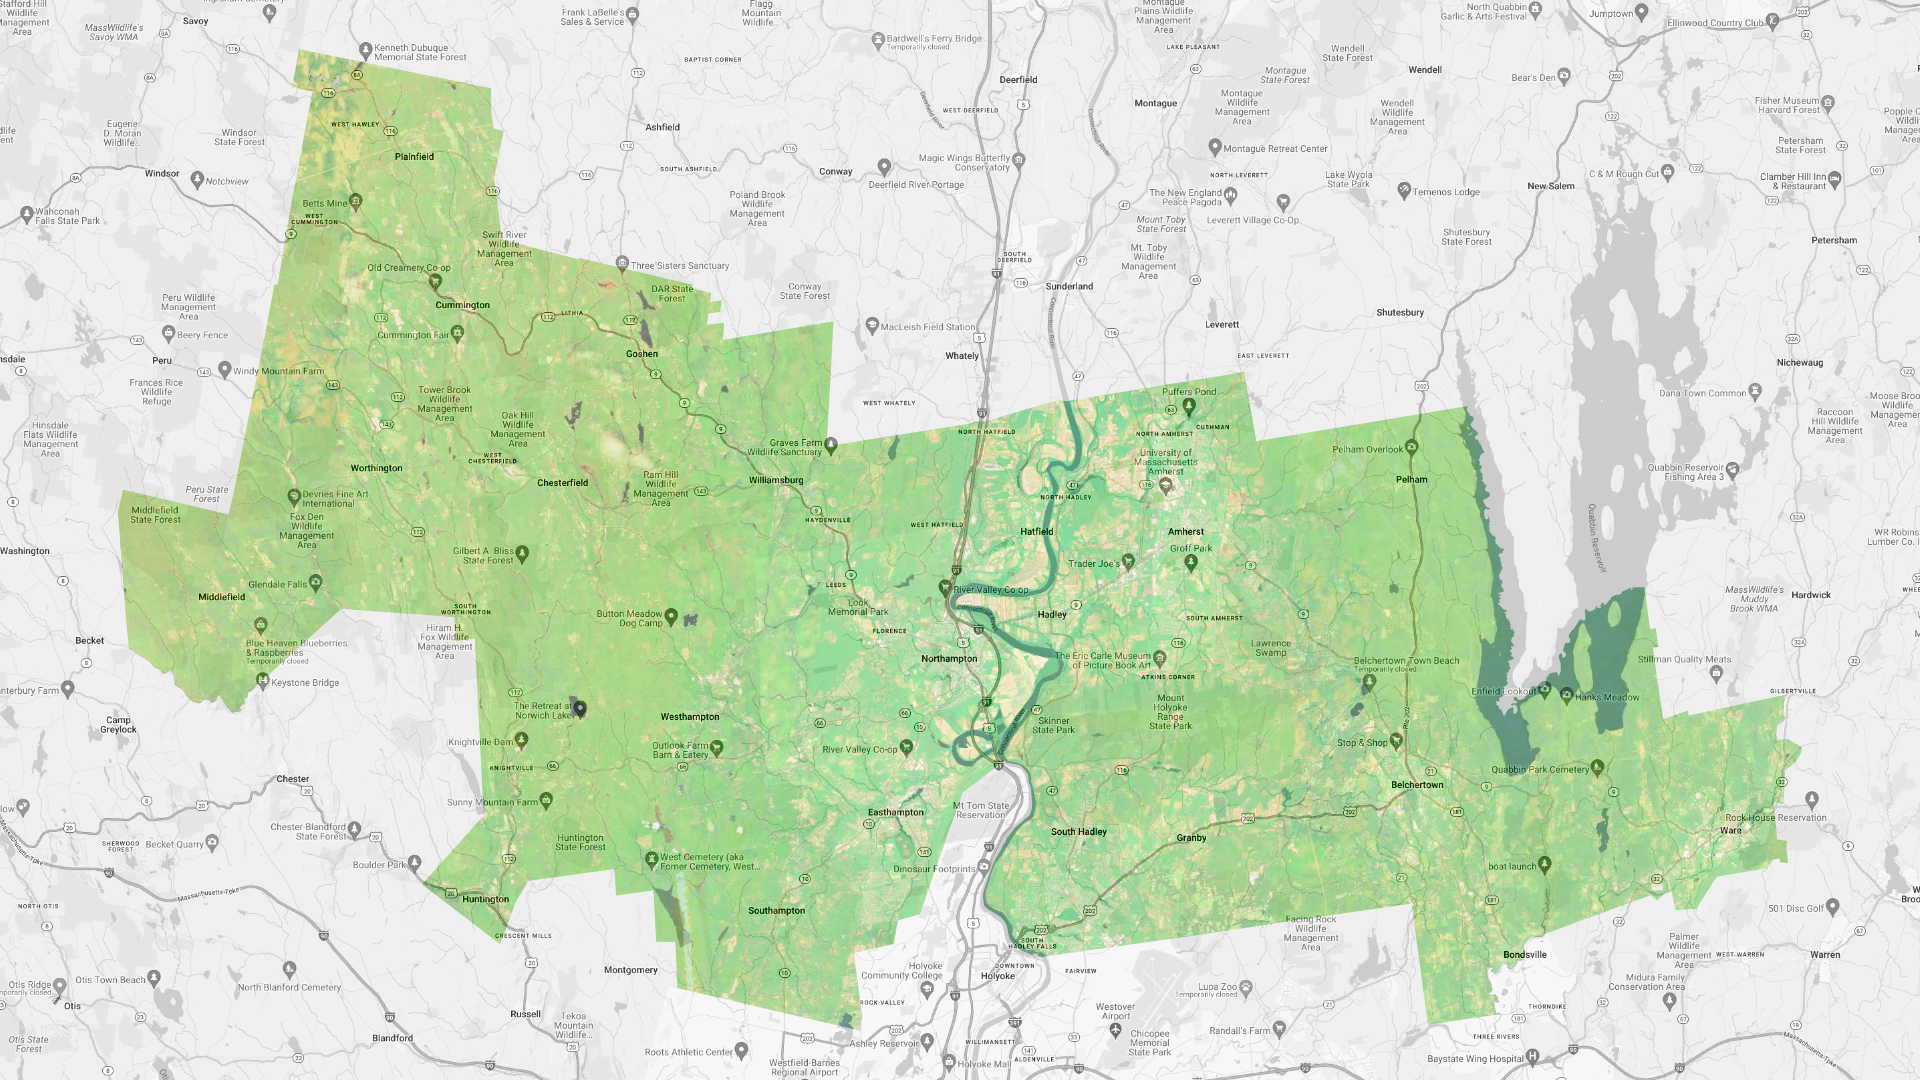 MassWildlife's
Savoy WMA
Savoy
Frank LaBelle's
Sales & Service
Flagg
Mountain
Wildlife...
Bardwell's Ferry Bridge
Temporarily closed
Montague
Plains Wildlife
Management
Area
North Quabbin
Garlic & Arts Festival
Jumptown
Ellinwood Country Club
Kenneth Dubuque
Memorial State Forest
BAPTIST CORNER
Deerfield
LAKE PLEASANT
Wendell
State Forest
Wendell
Montague
State Forest
Bear's Den
Eugene
D. Moran
Wildlife...
Windsor
State Forest
WEST HAWLEY
Plainfield
Ashfield
WEST DEERFIELD
Montague
Montague
Wildlife
Management
Area
Wendell
Wildlife
Management
Area
Fisher Museum
Harvard Forest
Petersham
State Forest
Windsor
Notchview
SOUTH ASHFIELD
Conway
Magic Wings Butterfly
Conservatory
Deerfield River Portage
Montague Retreat Center
NORTH LEVERETT
Lake Wyola
State Park
Temenos Lodge
New Salem
C & M Rough Cut
Clamber Hill Inn
& Restaurant
Wahconah
Falls State Park
Betts Mine
WEST
CUMMINGTON
Poland Brook
Wildlife
Management
Area
The New England
Peace Pagoda
Leverett Village Co-Op
Mount Toby
State Forest
Mt. Toby
Wildlife
Management
Area
Shutesbury
State Forest
Petersham
Swift River
Wildlife
Management
Area
Old Creamery Co-op
Three Sisters Sanctuary
SOUTH
DEERFIELD
Sunderland
Peru Wildlife
Management
Area
Cummington
DAR State
Forest
Conway
State Forest
Beery Fence
Cummington Fair
LITHIA
MacLeish Field Station
Leverett
Shutesbury
Peru
Windy Mountain Farm
Goshen
Whately
EAST LEVERETT
Nichewaug
Frances Rice
Wildlife
Refuge
Tower Brook
Wildlife
Management
Area
Oak Hill
Wildlife
Management
Area
WEST WHATELY
Puffers Pond
Dana Town Common
Hinsdale
Flats Wildlife
Management
Area
WEST
CHESTERFIELD
Graves Farm
Wildlife Sanctuary
NORTH HATFIELD
NORTH AMHERST
CUSHMAN
Pelham Overlook
Raccoon
Hill Wildlife
Management
Area
Worthington
Chesterfield
Ram Hill
Wildlife
Management
Area
Williamsburg
University of
Massachusetts
Amherst
Pelham
Quabbin Reservoir
Fishing Area 3
Peru State
Forest
Devries Fine Art
International
NORTH HADLEY
Middlefield
State Forest
Fox Den
Wildlife
Management
Area
HAYDENVILLE
WEST HATFIELD
Hatfield
Amherst
Quabbin Reservoir
Washington
Gilbert A. Bliss
State Forest
Groff Park
Trader Joe's
Glendale Falls
Middlefield
SOUTH
WORTHINGTON
LEEDS
Look
Memorial Park
River Valley Co op
Hadley
SOUTH AMHERST
MassWildlife's
Muddy
Brook WMA
Hardwick
Button Meadow
Dog Camp
FLORENCE
Becket
Blue Heaven Blueberries
& Raspberries
Temporarily closed
Hiram H.
Fox Wildlife
Management
Area
Northampton
The Eric Carle Museum
of Picture Book Art
Lawrence
Swamp
Belchertown Town Beach
Temporarily closed
Stillman Quality Meats
Keystone Bridge
ATKINS CORNER
Enfield Lookout
Hanks Meadow
GILBERTVILLE
Camp
Greylock
The Retreat at
Norwich Lake
Westhampton
Skinner
State Park
Mount
Holyoke
Range
State Park
Knightville Dam
Outlook Farm
Barn & Eatery
River Valley Co-op
Connecticut River
Stop & Shop
Rte 202
KNIGHTVILLE
Quabbin Park Cemetery
Chester
Belchertown
Sunny Mountain Farm
Easthampton
Mt Tom State
Reservation
Rock House Reservation
Chester-Blandford
State Forest
SHERWOOD
FOREST
Becket Quarry
Huntington
State Forest
South Hadley
Granby
Ware
Boulder Park
West Cemetery (aka
Former Cemetery, West...
Dinosaur Footprints
boat launch
Massachusetts Tpke
Huntington
NORTH OTIS
Southampton
501 Disc Golf
CRESCENT MILLS
SOUTH
HADLEY FALLS
Facing Rock
Wildlife
Management
Area
Palmer
Wildlife
Management
Area
WEST WARREN
Warren
Bondsville
Otis Ridge
Otis Town Beach
North Blanford Cemetery
Montgomery
Holyoke
Community College
DOWNTOWN
Holyoke
FAIRVIEW
Lupa Zoo
Temporarily closed
Midura Family
Conservation Area
Otis
Russell
Tekoa
Mountain
Wildlife...
ROCK VALLEY
Westover
Airport
THORNDIKE
Otis State
Forest
Blandford
Roots Athletic Center
Westfield-Barnes
Regional Airport
Ashley Reservoir
WILLIMANSETT
ALDENVILLE
Holyoke Mall
Chicopee
Memorial
State Park
Randall's Farm
THREE RIVERS
Baystate Wing Hospital
Massachusetts Tpke